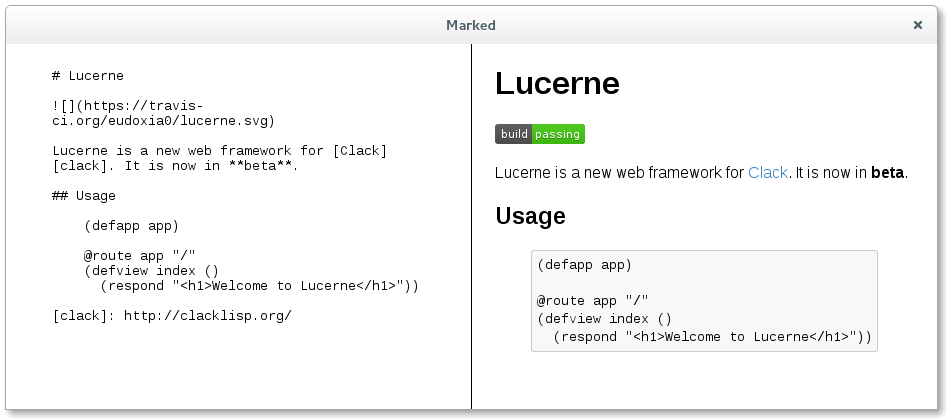 Marked
# Lucerne
![](https://travis-
ci.org/eudoxia0/lucerne.svg)
Lucerne is a new web framework for [Clack]
[clack]. It is now in **beta**.
## Usage
(defapp app)
@route app "/"
(defview index ()
(respond "<h1>Welcome to Lucerne</h1>"))
[clack]: http://clacklisp.org/
Lucerne
build passing
Lucerne is a new web framework for Clack. It is now in beta.
Usage
(defapp app)
@route app "/"
(defview index ()
(respond "<h1>Welcome to Lucerne</h1>"))